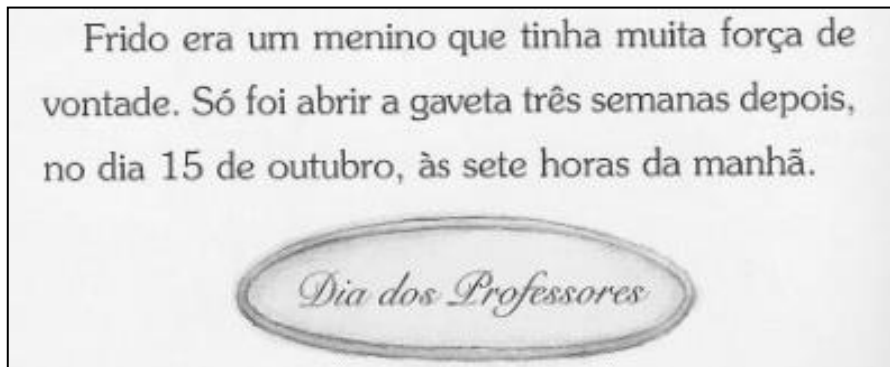 Frido era um menino que tinha muita força de
vontade. Só foi abrir a gaveta três semanas depois,
no dia 15 de outubro, às sete horas da manhã.
Dia dos Professores